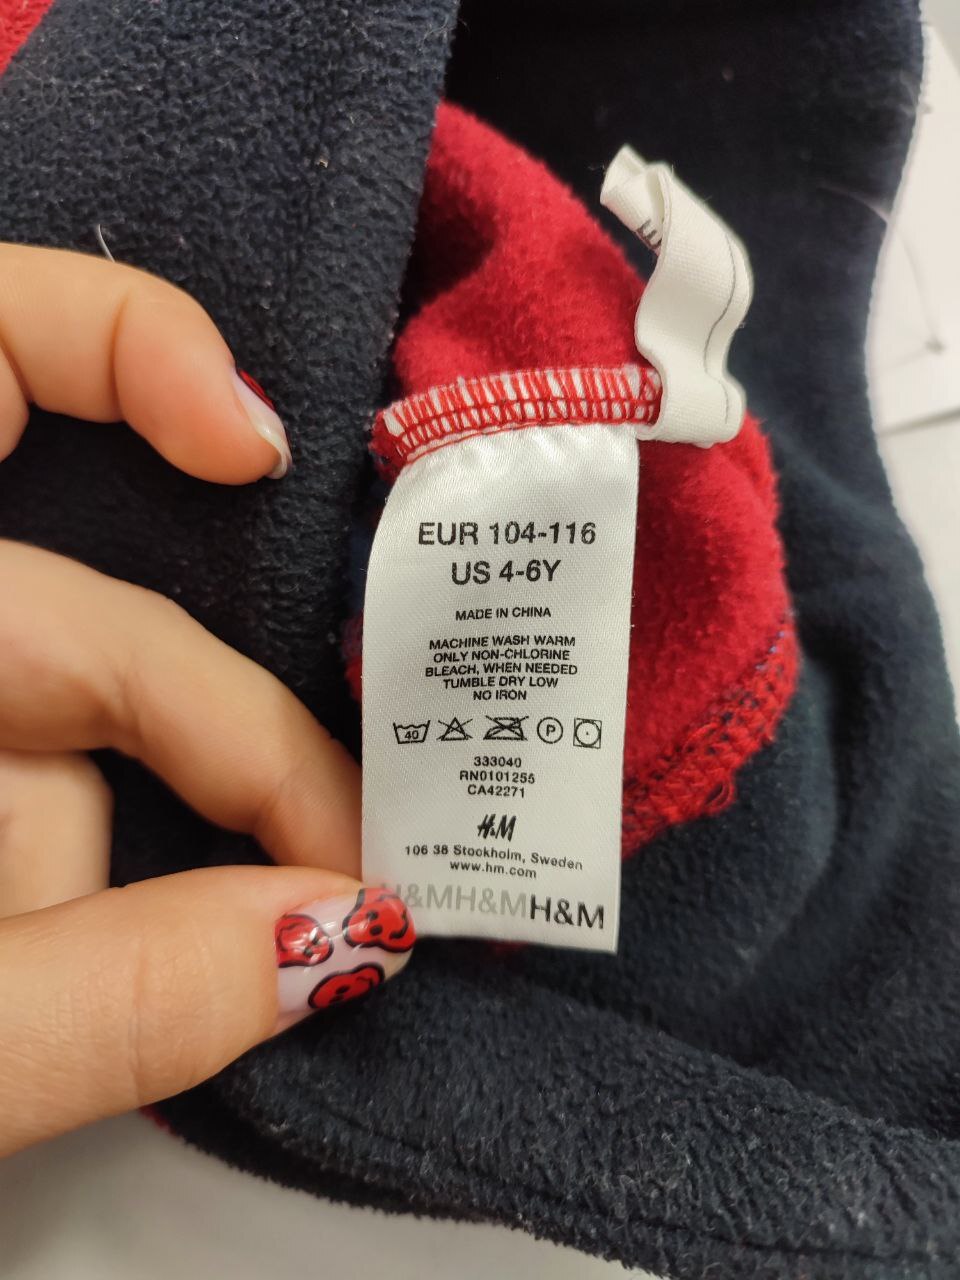 EUR 104-116
US 4-6Y
MADE IN CHINA
MACHINE WASH WARM
ONLY NON-CHLORINE
BLEACH, WHEN NEEDED
TUMBLE DRY LOW
NO IRON
40 P
333040
RN0101255
CA42271
H&M
106 38 Stockholm, Sweden
www.hm.com
H&MH&MH&M